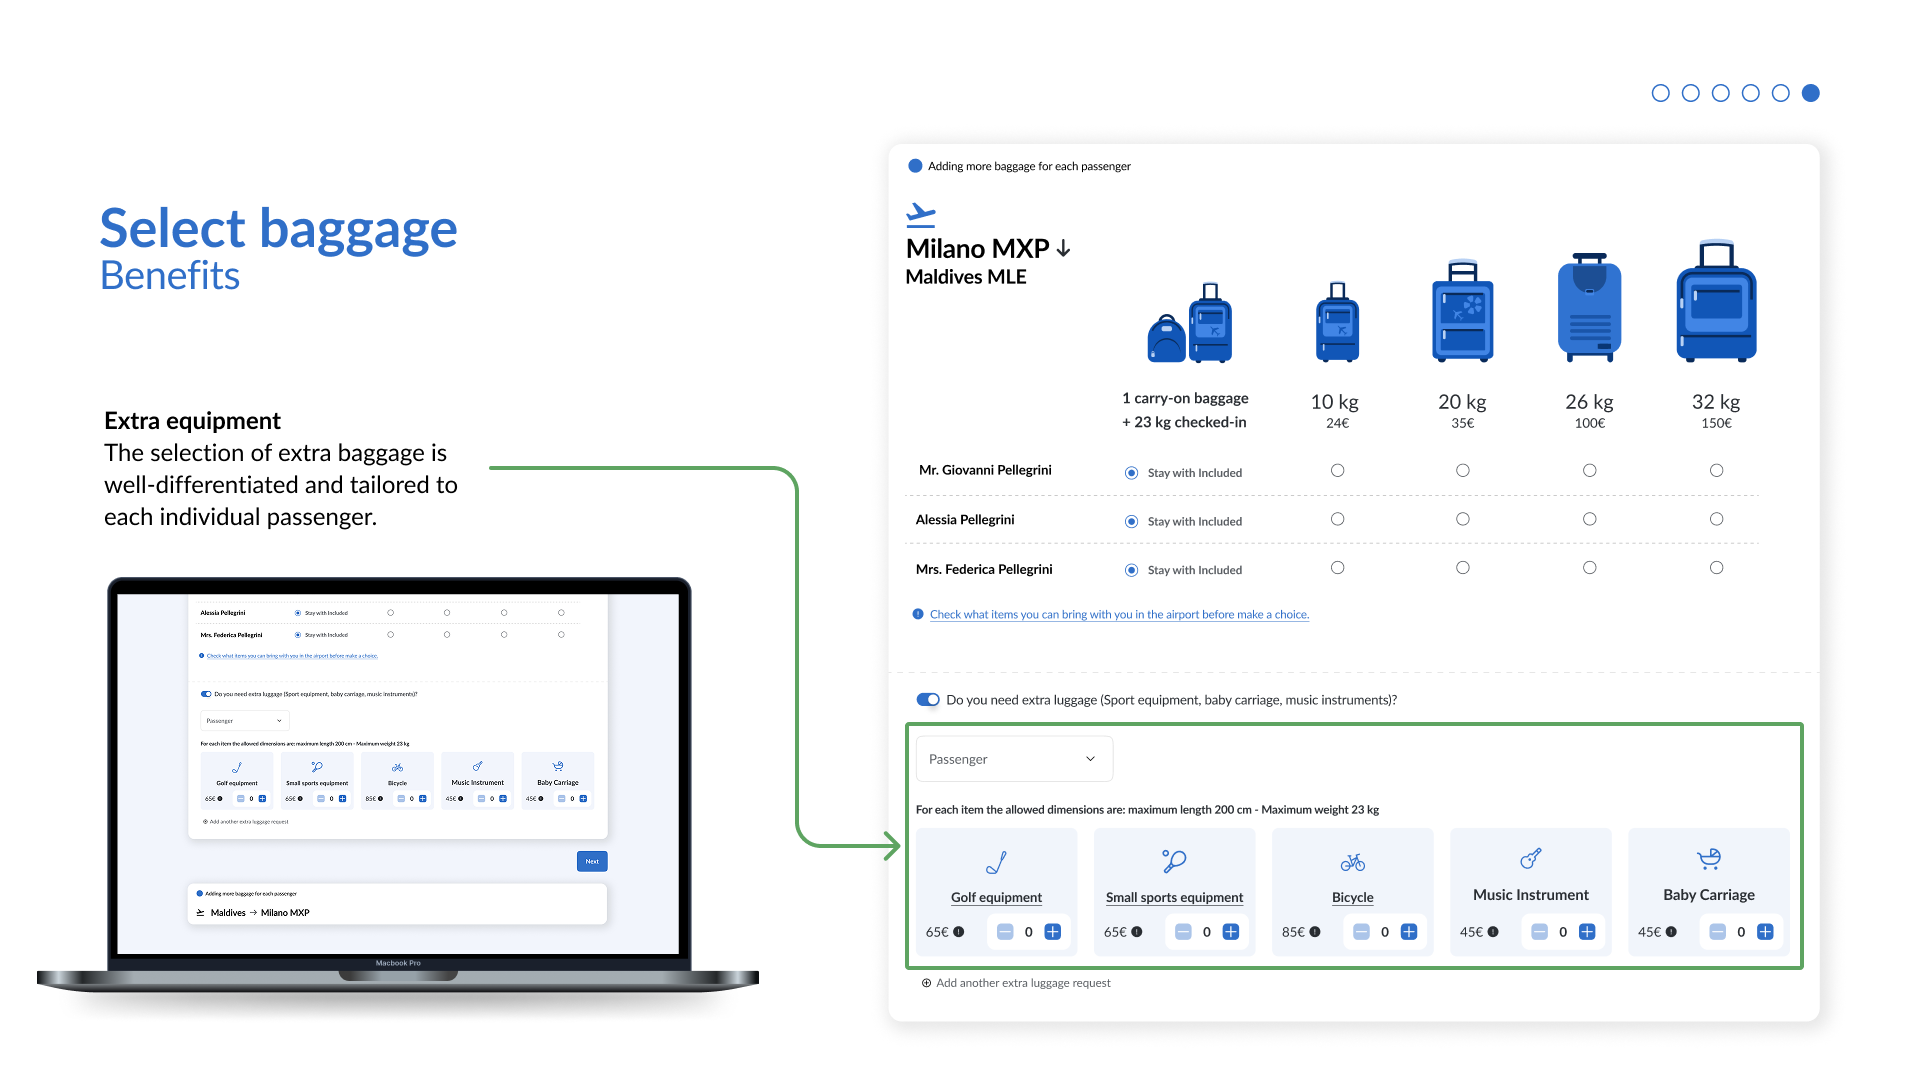 Select baggage
Benefits
Extra equipment
The selection of extra baggage is
well-differentiated and tailored to
each individual passenger.
Alessia Pellegrini Stay with Included
Mrs. Federica Pellegrini Stay with Included
Check what items you can bring with you in the airport before make a choice.
Do you need extra luggage (Sport equipment, baby carriage, music instruments)?
Passenger
For each item the allowed dimensions are: maximum length 200 cm - Maximum weight 23 kg
Golf equipment Small sports equipment Bicycle Music Instrument Baby Carriage
65€ 0 65€ 0 85€ 0 45€ 0 45€ 0
Add another extra luggage request
Next
Adding more baggage for each passenger
Maldives → Milano MXP
Macbook Pro
Adding more baggage for each passenger
Milano MXP ↓
Maldives MLE
1 carry-on baggage
+ 23 kg checked-in
10 kg 20 kg 26 kg 32 kg
24€ 35€ 100€ 150€
Mr. Giovanni Pellegrini Stay with Included
Alessia Pellegrini Stay with Included
Mrs. Federica Pellegrini Stay with Included
Check what items you can bring with you in the airport before make a choice.
Do you need extra luggage (Sport equipment, baby carriage, music instruments)?
Passenger
For each item the allowed dimensions are: maximum length 200 cm - Maximum weight 23 kg
Golf equipment Small sports equipment Bicycle Music Instrument Baby Carriage
65€ 0 65€ 0 85€ 0 45€ 0 45€ 0
Add another extra luggage request